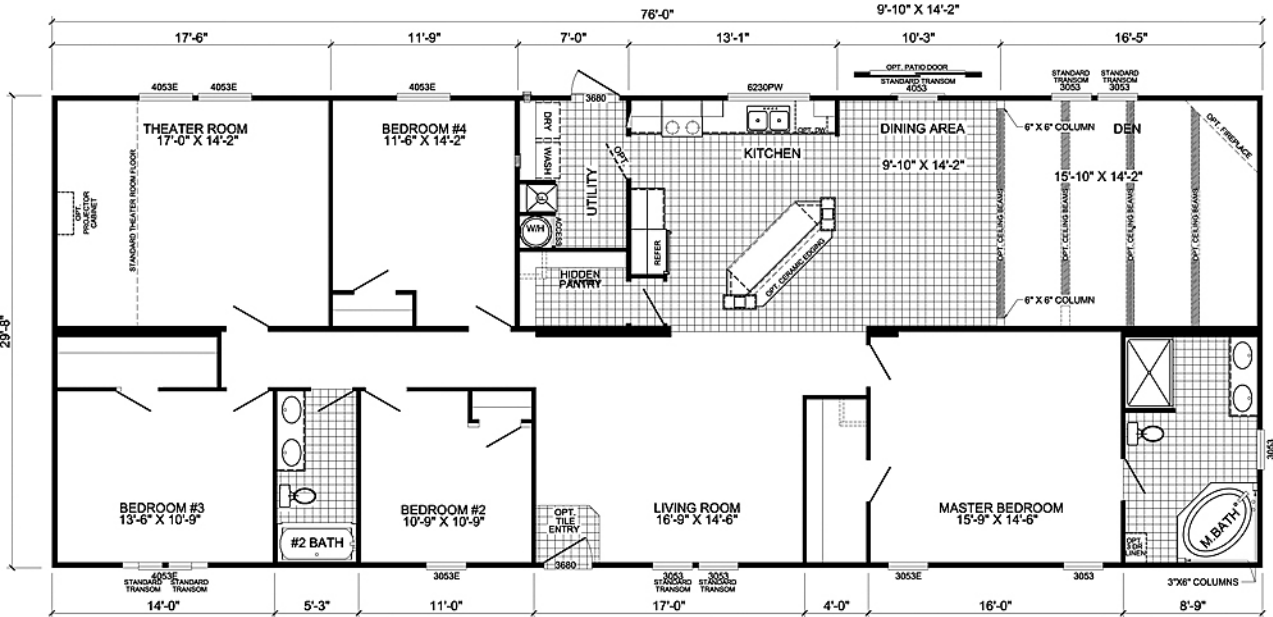 76'-0"
9'-10" X 14'-2"
17'-6"
11'-9"
7'-0"
13'-1"
10'-3"
16'-5"
4053E
4053E
4053E
3680
6230PW
OPT. PATIO DOOR
STANDARD TRANSOM
4053
STANDARD
TRANSOM
3053
STANDARD
TRANSOM
3053
THEATER ROOM
17'-0" X 14'-2"
OPT.
PROJECTOR
CABINET
STANDARD THEATER ROOM FLOOR
BEDROOM #4
11'-6" X 14'-2"
DRY
WASH
W/H
ACCESS
UTILITY
OPT.
OPT. DW
KITCHEN
REFER
OPT. CERAMIC EDGING
HIDDEN
PANTRY
DINING AREA
9'-10" X 14'-2"
6" X 6" COLUMN
DEN
15'-10" X 14'-2"
OPT. FIREPLACE
OPT. CEILING BEAMS
OPT. CEILING BEAMS
OPT. CEILING BEAMS
OPT. CEILING BEAMS
6" X 6" COLUMN
29'-8"
BEDROOM #3
13'-6" X 10'-9"
#2 BATH
BEDROOM #2
10'-9" X 10'-9"
OPT.
TILE
ENTRY
LIVING ROOM
16'-9" X 14'-6"
MASTER BEDROOM
15'-9" X 14'-6"
M.BATH
OPT.
3 DR
LINEN
3053
4053E
STANDARD
TRANSOM
STANDARD
TRANSOM
3053E
3680
3053
STANDARD
TRANSOM
3053
STANDARD
TRANSOM
3053E
3053
3"X6" COLUMNS
14'-0"
5'-3"
11'-0"
17'-0"
4'-0"
16'-0"
8'-9"